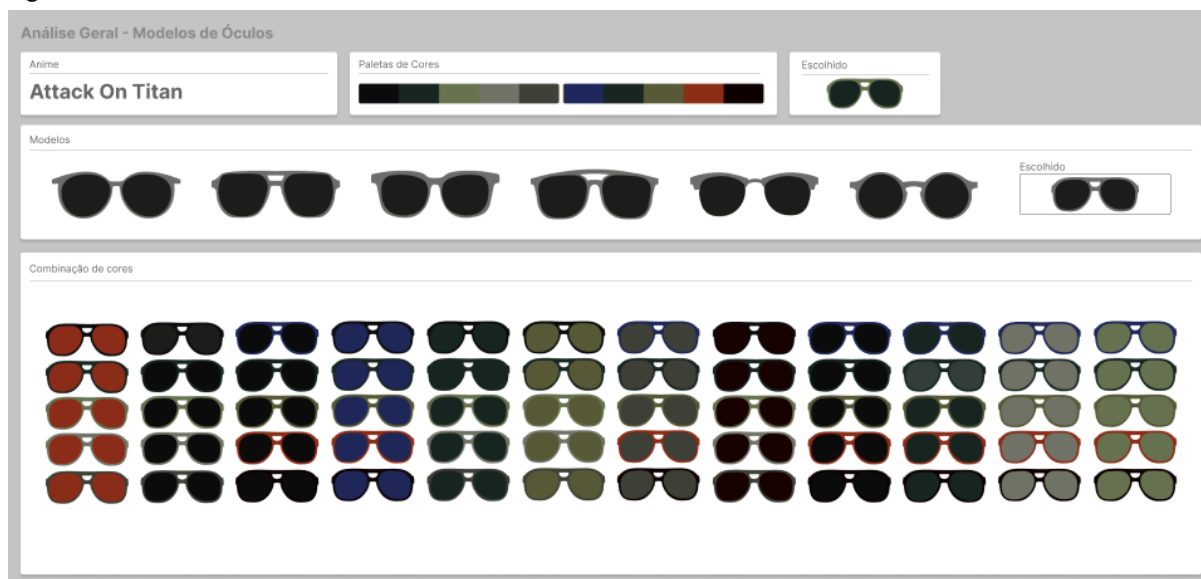 Análise Geral - Modelos de Óculos
Anime
Attack On Titan
Paletas de Cores
Escolhido
Modelos
Escolhido
Combinação de cores